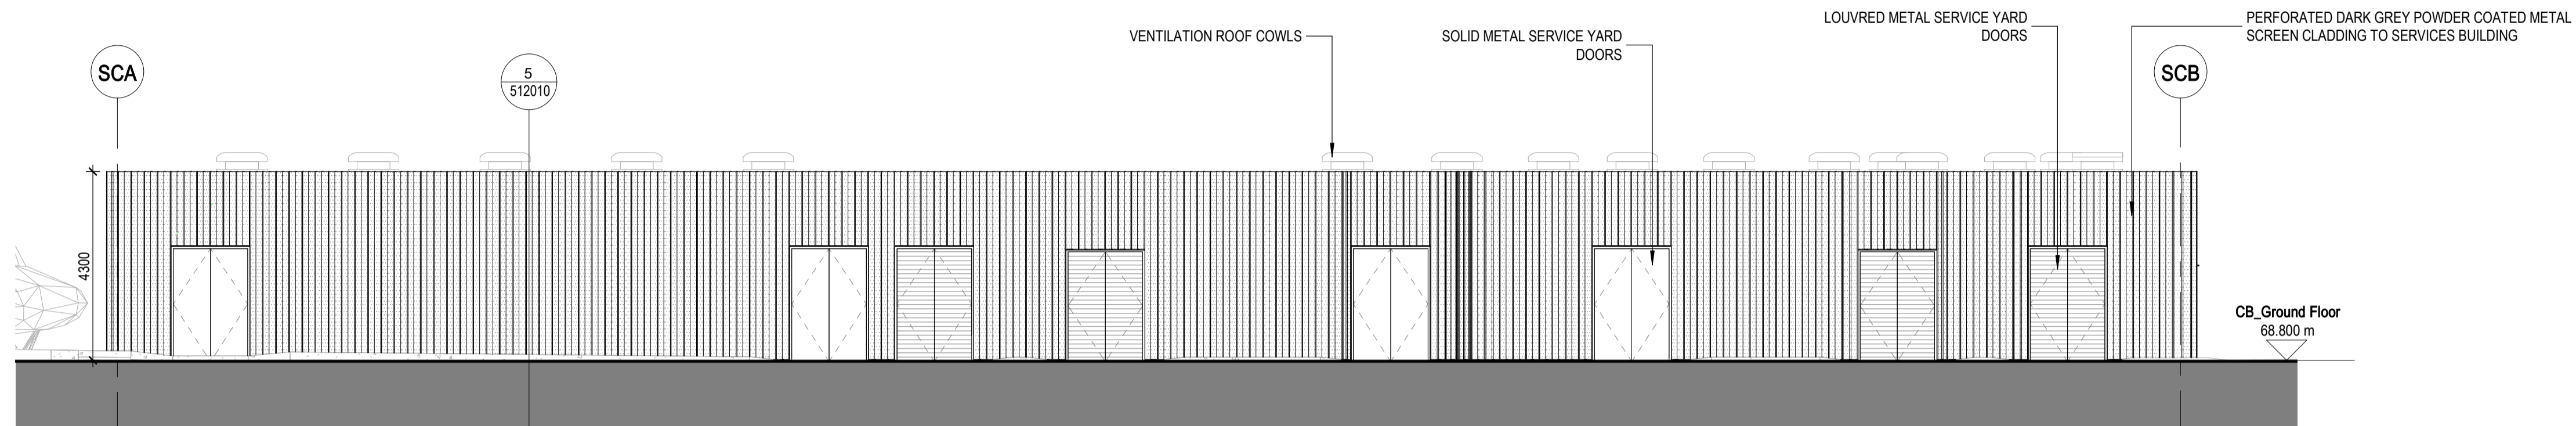 SCA
5
512010
VENTILATION ROOF COWLS
SOLID METAL SERVICE YARD
DOORS
LOUVRED METAL SERVICE YARD
DOORS
PERFORATED DARK GREY POWDER COATED METAL
SCREEN CLADDING TO SERVICES BUILDING
SCB
4300
CB_Ground Floor
68.800 m